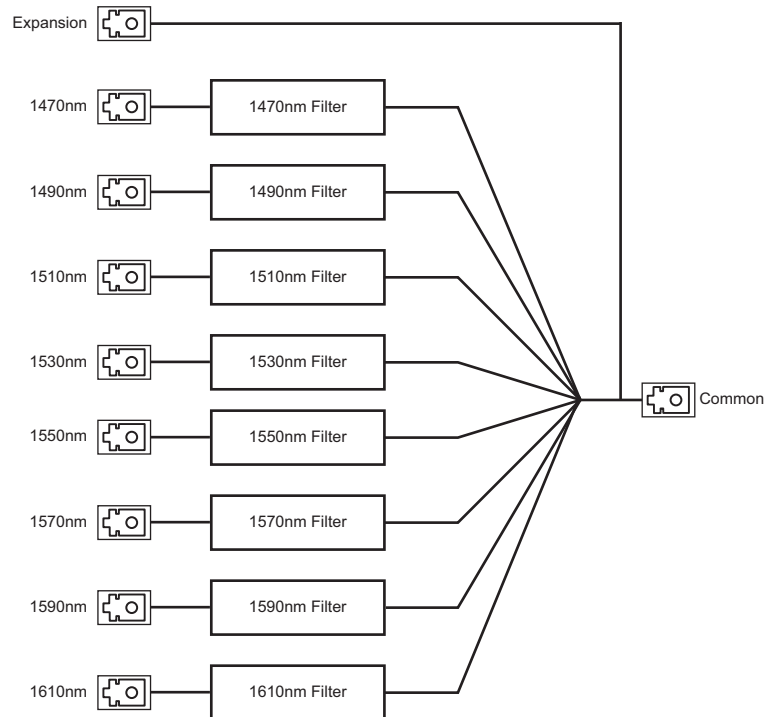 Expansion
1470nm 1470nm Filter
1490nm 1490nm Filter
1510nm 1510nm Filter
1530nm 1530nm Filter
Common
1550nm 1550nm Filter
1570nm 1570nm Filter
1590nm 1590nm Filter
1610nm 1610nm Filter